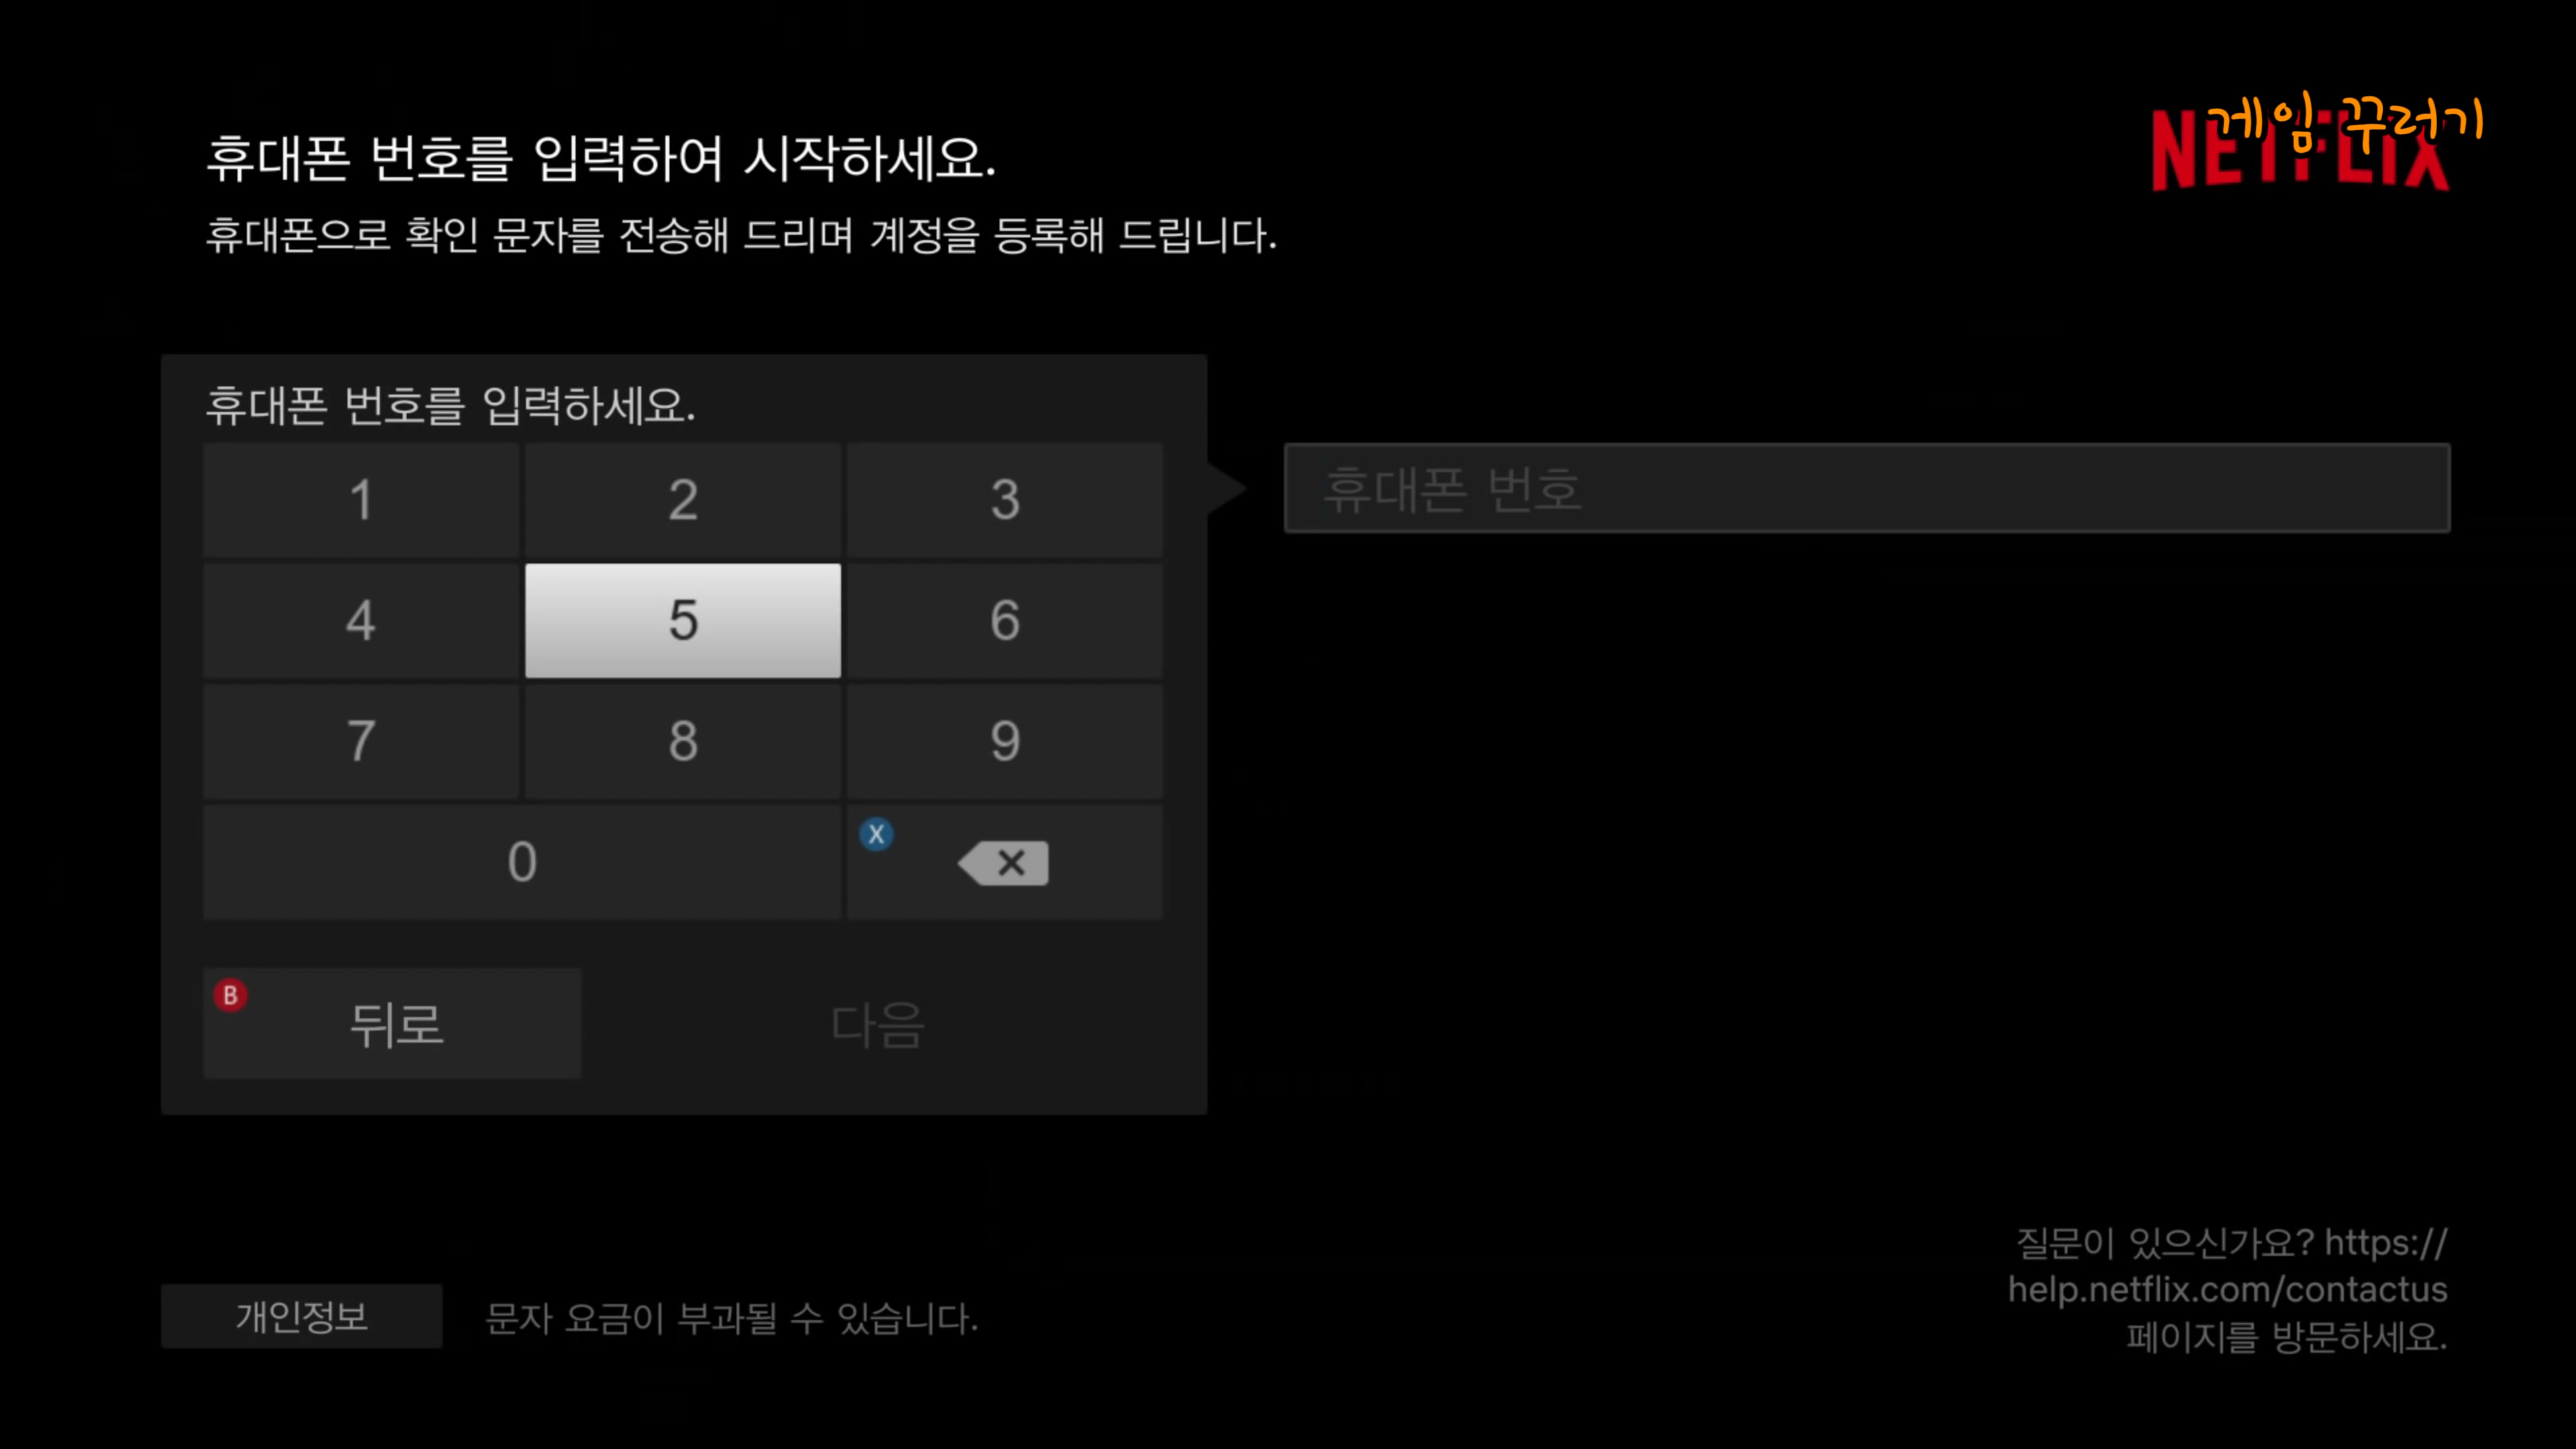 휴대폰 번호를 입력하여 시작하세요.
휴대폰으로 확인 문자를 전송해 드리며 계정을 등록해 드립니다.
NETFLIX
게임 꾸러기
휴대폰 번호를 입력하세요.
1 2 3
4 5 6
7 8 9
0 X
B 뒤로 다음
휴대폰 번호
개인정보 문자 요금이 부과될 수 있습니다.
질문이 있으신가요? https://
help.netflix.com/contactus
페이지를 방문하세요.